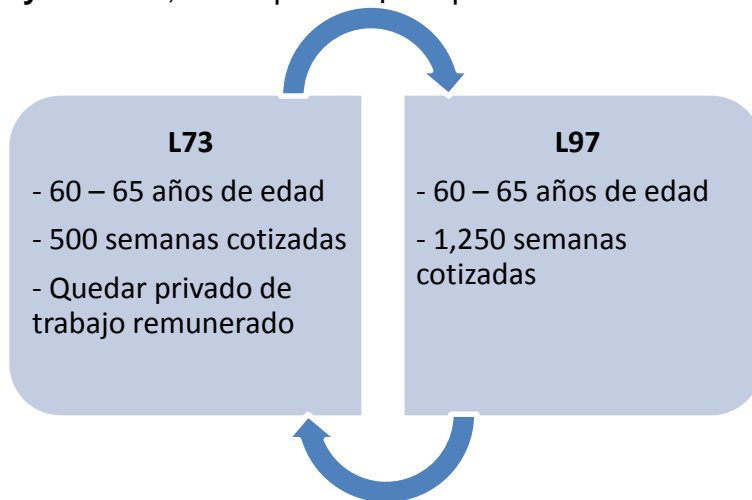 L73
- 60 – 65 años de edad
- 500 semanas cotizadas
- Quedar privado de
trabajo remunerado
L97
- 60 – 65 años de edad
- 1,250 semanas
cotizadas